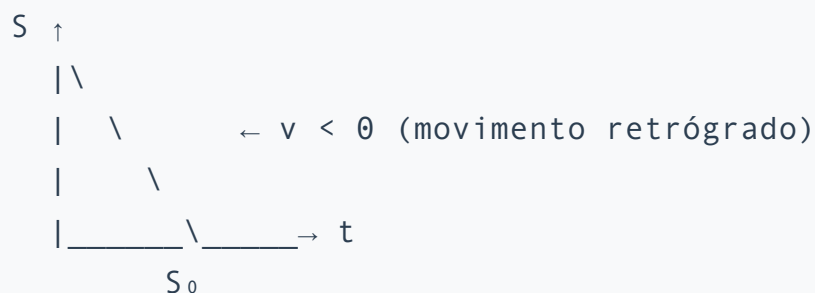 S ↑
|\
| \ ← v < 0 (movimento retrógrado)
| \
|______\_____→ t
S₀